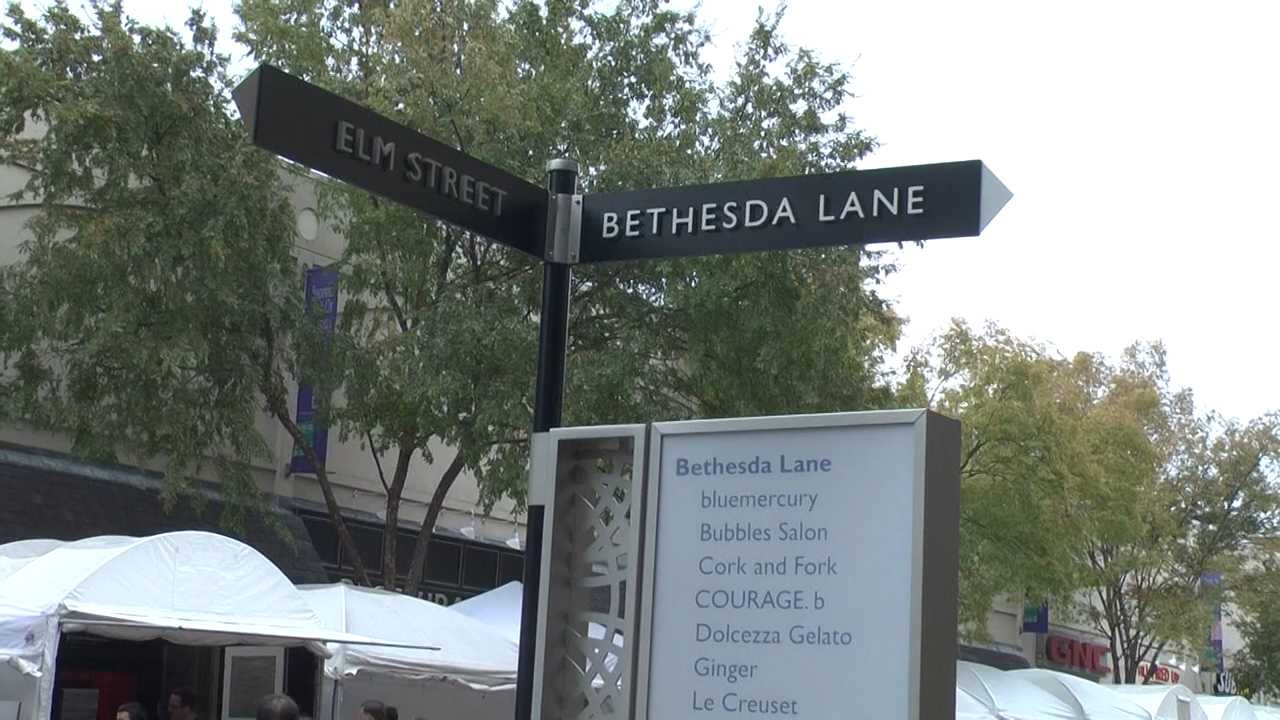 ELM STREET
BETHESDA LANE
Bethesda Lane
bluemercury
Bubbles Salon
Cork and Fork
COURAGE. b
Dolcezza Gelato
Ginger
Le Creuset
GNC